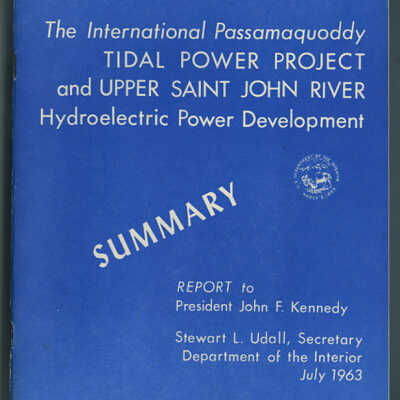 The International Passamaquoddy
TIDAL POWER PROJECT
and UPPER SAINT JOHN RIVER
Hydroelectric Power Development
SUMMARY
REPORT to
President John F. Kennedy
Stewart L. Udall, Secretary
Department of the Interior
July 1963